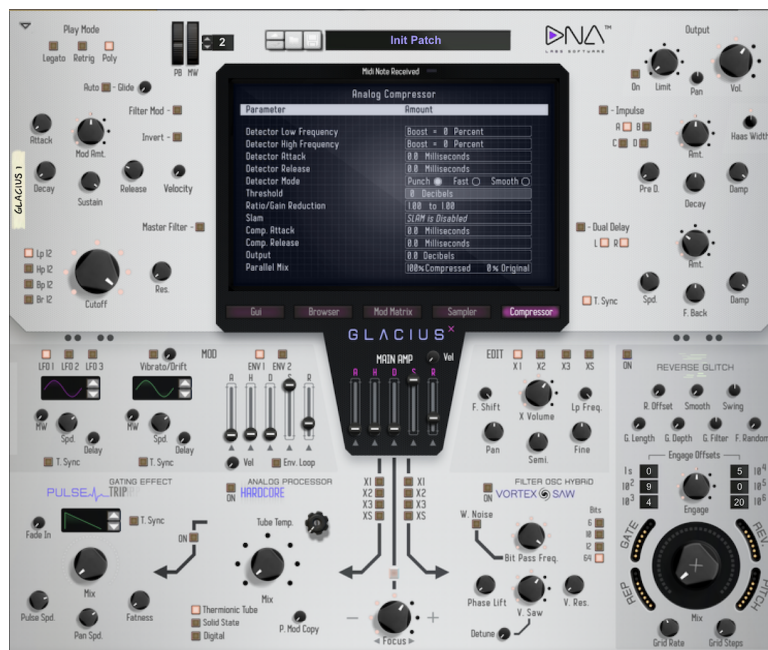 Play Mode
Legato Retrig Poly
PB MW
2
Init Patch
DNA™
LABS SOFTWARE
Output
On Limit Pan Vol.
Auto - Glide
Filter Mod -
Invert -
Attack Mod Amt.
Decay Sustain Release Velocity
GLACIUS 1
Master Filter -
Lp 12
Hp 12
Bp 12
Br 12
Cutoff Res.
Midi Note Received
Analog Compressor
Parameter Amount
Detector Low Frequency Boost = 0 Percent
Detector High Frequency Boost = 0 Percent
Detector Attack 0.0 Milliseconds
Detector Release 0.0 Milliseconds
Detector Mode Punch Fast Smooth
Threshold 0 Decibels
Ratio/Gain Reduction 1.00 to 1.00
Slam SLAM is Disabled
Comp. Attack 0.0 Milliseconds
Comp. Release 0.0 Milliseconds
Output 0.0 Decibels
Parallel Mix 100% Compressed 0% Original
Gui Browser Mod Matrix Sampler Compressor
- Impulse
A B
C D
Amt. Haas Width
Pre D. Decay Damp
- Dual Delay
L R
Amt.
T. Sync Spd. F. Back Damp
GLACIUS X
LFO 1 LFO 2 LFO 3 Vibrato/Drift MOD ENV 1 ENV 2
A H D S R
MW Spd. Delay MW Spd. Delay
T. Sync T. Sync
Vel Env. Loop
MAIN AMP Vel
A H D S R
EDIT X1 X2 X3 XS
F. Shift X Volume Lp Freq.
Pan Semi. Fine
ON
REVERSE GLITCH
R. Offset Smooth Swing
G. Length G. Depth G. Filter F. Random
Engage Offsets
1s 0 5 10⁴
10² 9 0 10⁵
10³ 4 20 10⁶
Engage
GATE REV.
REP PITCH
Mix
Grid Rate Grid Steps
GATING EFFECT
PULSE TRIP
Fade In T. Sync
ON
Mix
Pulse Spd. Pan Spd. Fatness
ON
ANALOG PROCESSOR
HARDCORE
Tube Temp.
Mix
Thermionic Tube
Solid State
Digital
P. Mod Copy
X1 X1
X2 X2
X3 X3
XS XS
- +
Focus
ON
FILTER OSC HYBRID
VORTEX SAW
W. Noise
Bit Pass Freq.
Bits
6
10
12
64
Phase Lift V. Saw V. Res.
Detune